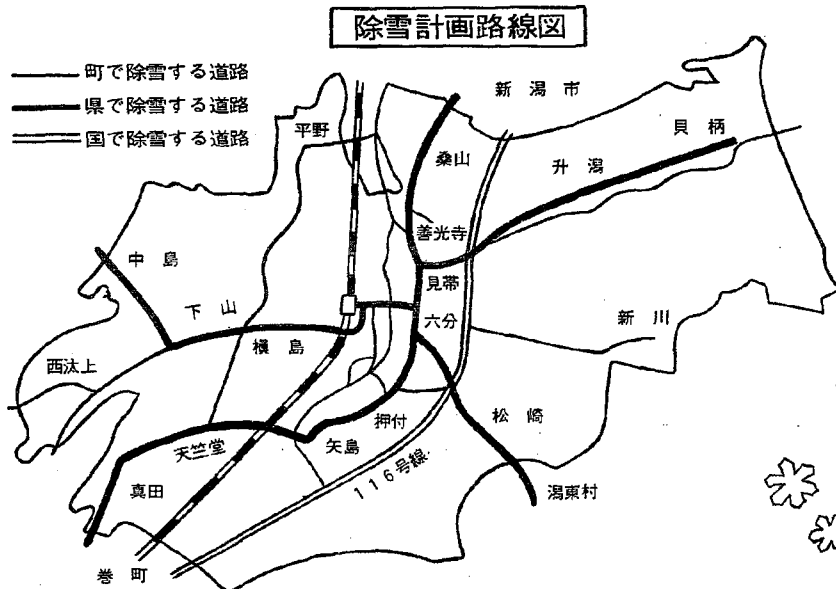 除雪計画路線図
町で除雪する道路
県で除雪する道路
国で除雪する道路
新潟市
平野
貝柄
桑山
升潟
善光寺
中島
見帯
下山
六分
新川
槇島
西汰上
松崎
押付
天竺堂
矢島
116号線
真田
潟東村
巻町